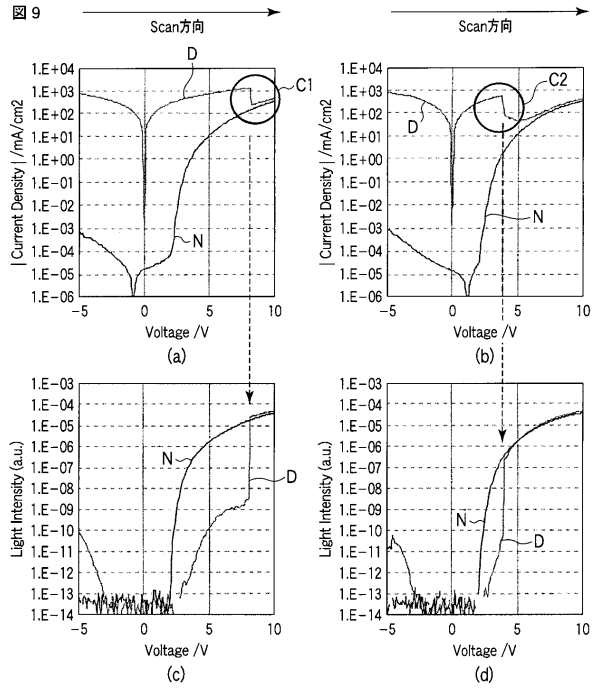 図9
Scan方向
Scan方向
D
C1
1.E+04
1.E+03
1.E+02
1.E+01
1.E+00
1.E-01
1.E-02
1.E-03
1.E-04
1.E-05
1.E-06
| Current Density | /mA/cm2
N
-5 0 5 10
Voltage /V
(a)
C2
D
1.E+04
1.E+03
1.E+02
1.E+01
1.E+00
1.E-01
1.E-02
1.E-03
1.E-04
1.E-05
1.E-06
| Current Density | /mA/cm2
N
-5 0 5 10
Voltage /V
(b)
1.E-03
1.E-04
1.E-05
1.E-06
1.E-07
1.E-08
1.E-09
1.E-10
1.E-11
1.E-12
1.E-13
1.E-14
Light Intensity (a.u.)
N
D
-5 0 5 10
Voltage /V
(c)
1.E-03
1.E-04
1.E-05
1.E-06
1.E-07
1.E-08
1.E-09
1.E-10
1.E-11
1.E-12
1.E-13
1.E-14
Light Intensity (a.u.)
N
D
-5 0 5 10
Voltage /V
(d)